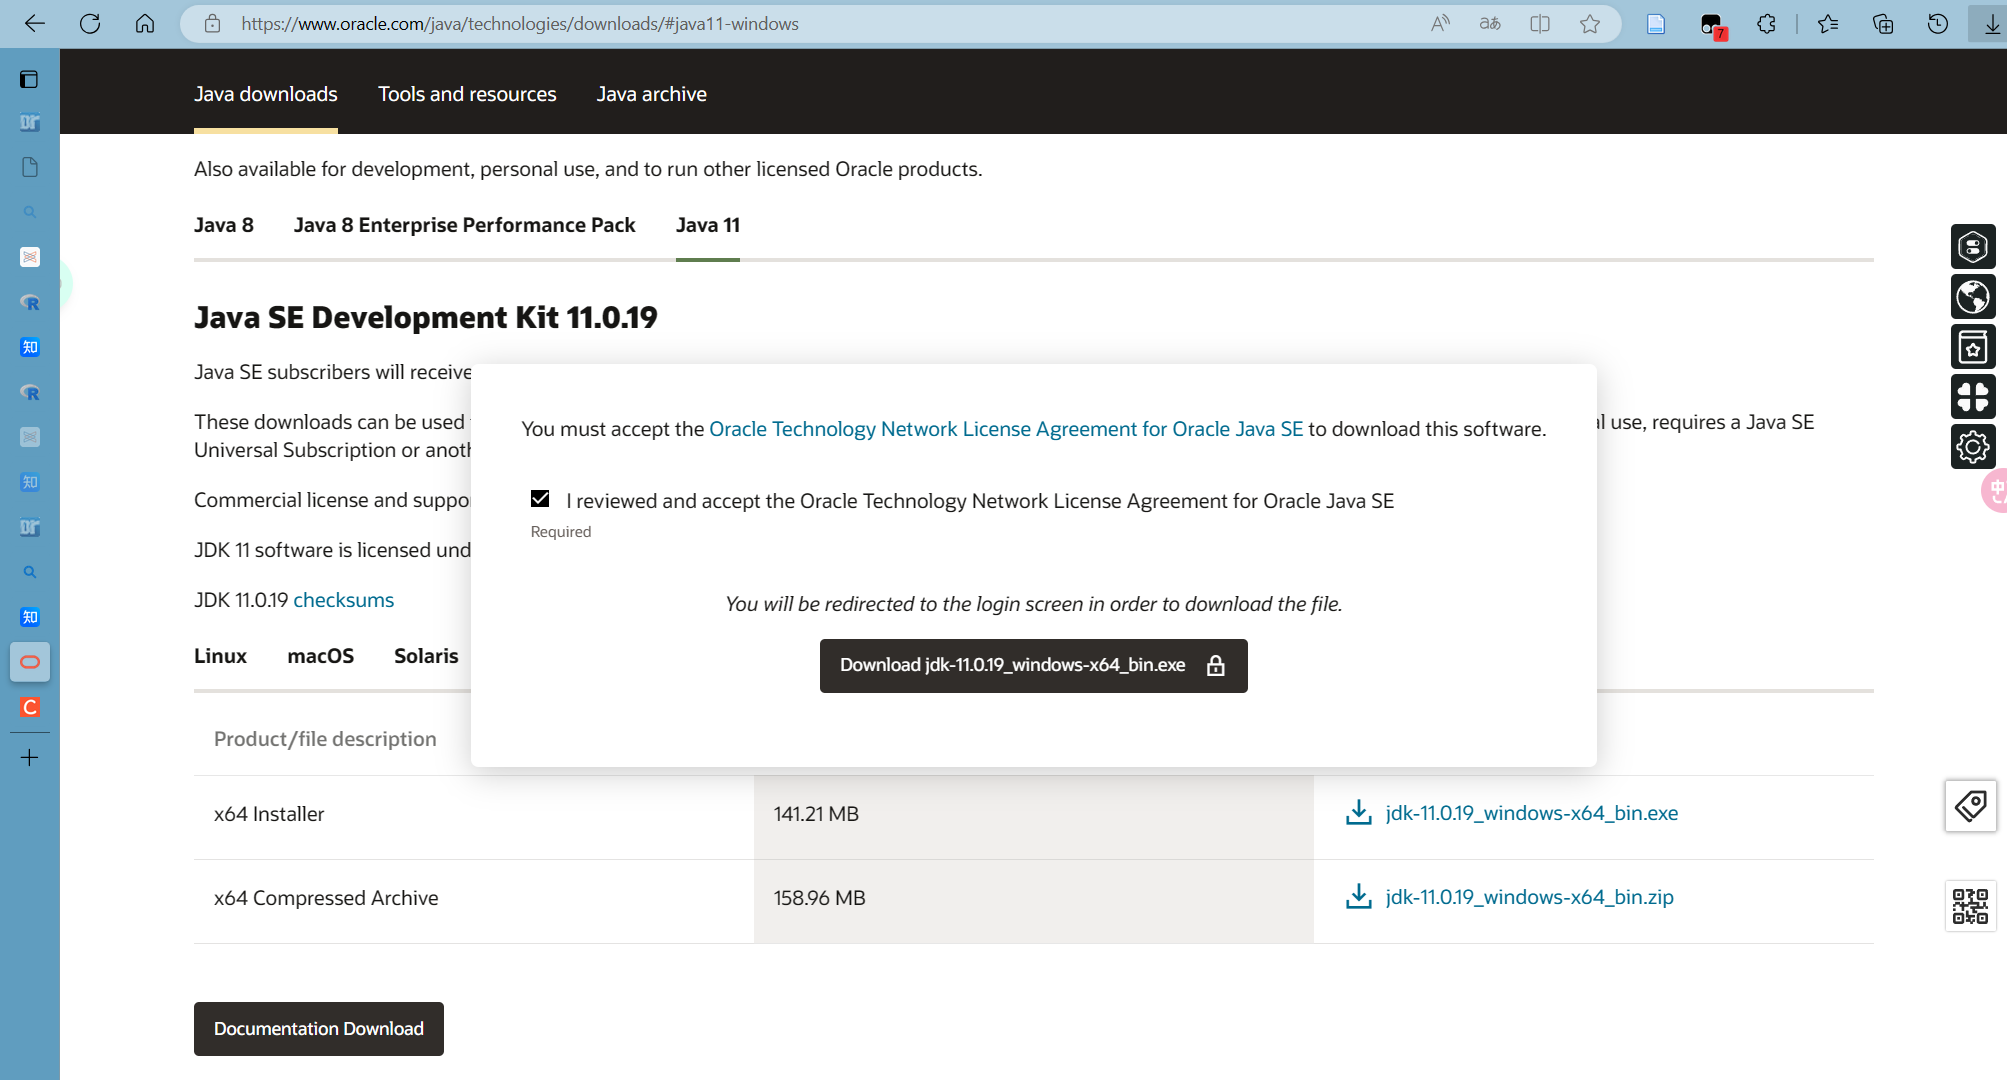 https://www.oracle.com/java/technologies/downloads/#java11-windows
7
Java downloads
Tools and resources
Java archive
Also available for development, personal use, and to run other licensed Oracle products.
Java 8
Java 8 Enterprise Performance Pack
Java 11
Java SE Development Kit 11.0.19
Java SE subscribers will receive
These downloads can be used
l use, requires a Java SE
Universal Subscription or anoth
Commercial license and suppo
JDK 11 software is licensed und
JDK 11.0.19 checksums
Linux
macOS
Solaris
You must accept the Oracle Technology Network License Agreement for Oracle Java SE to download this software.
I reviewed and accept the Oracle Technology Network License Agreement for Oracle Java SE
Required
You will be redirected to the login screen in order to download the file.
Download jdk-11.0.19_windows-x64_bin.exe
Product/file description
x64 Installer
141.21 MB
jdk-11.0.19_windows-x64_bin.exe
x64 Compressed Archive
158.96 MB
jdk-11.0.19_windows-x64_bin.zip
Documentation Download
R
知
R
知
知
C